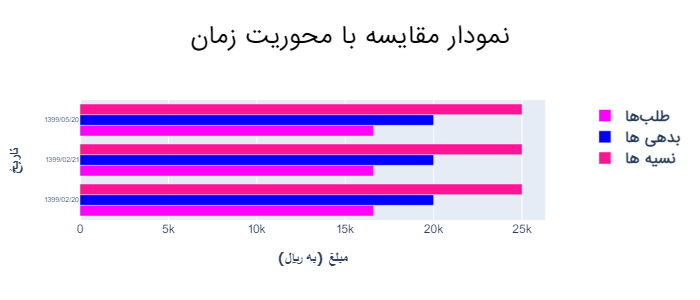 نمودار مقایسه با محوریت زمان
طلب‌ها
بدهی ها
نسیه ها
تاریخ
1399/05/20
1399/02/21
1399/02/20
0 5k 10k 15k 20k 25k
مبلغ (به ریال)